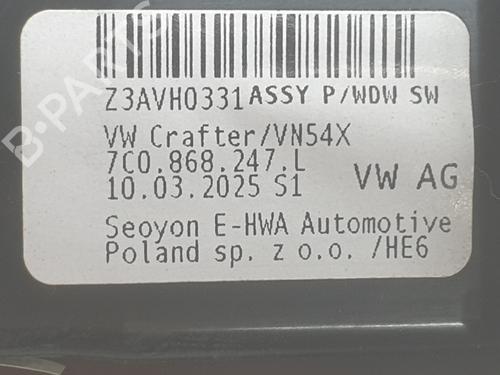 Z3AVH0331 ASSY P/WDW SW
VW Crafter/VN54X
7C0.868.247.L
10.03.2025 S1 VW AG
Seoyon E-HWA Automotive
Poland sp. z o.o. /HE6
B-PARTS